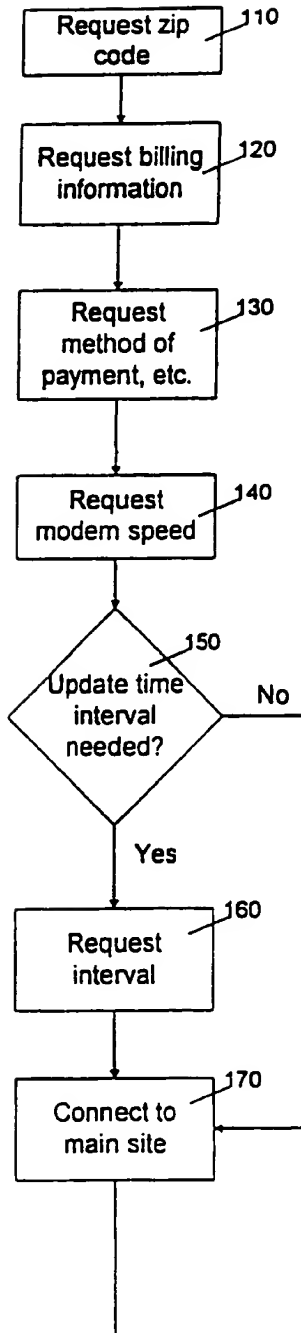 110
Request zip
code
120
Request billing
information
130
Request
method of
payment, etc.
140
Request
modem speed
150
Update time
interval
needed?
No
Yes
160
Request
interval
170
Connect to
main site